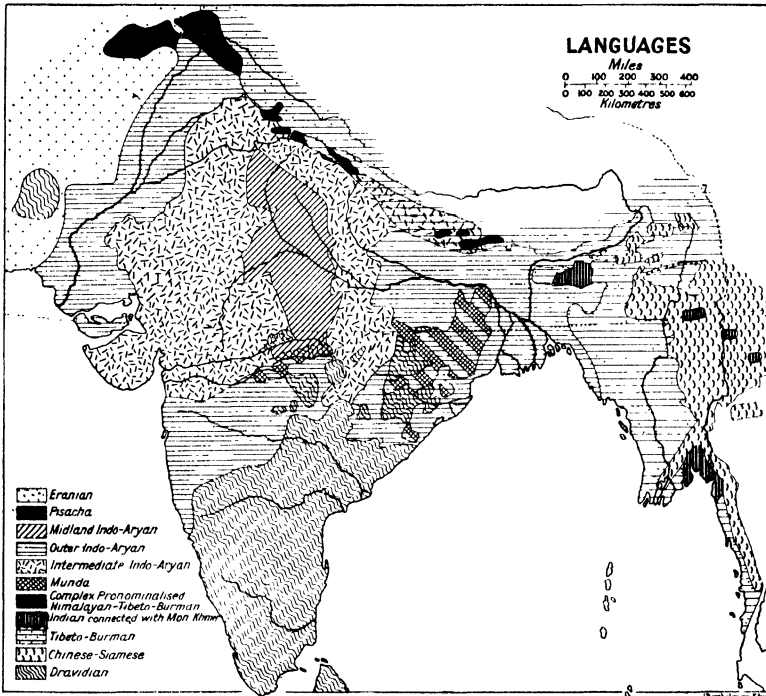 LANGUAGES
Miles
0 100 200 300 400
0 100 200 300 400 500 600
Kilometres
Eranian
Pisacha
Midland Indo-Aryan
Outer Indo-Aryan
Intermediate Indo-Aryan
Munda
Complex Pronominalised
Himalayan-Tibeto-Burman
Indian connected with Mon Khmer
Tibeto-Burman
Chinese-Siamese
Dravidian